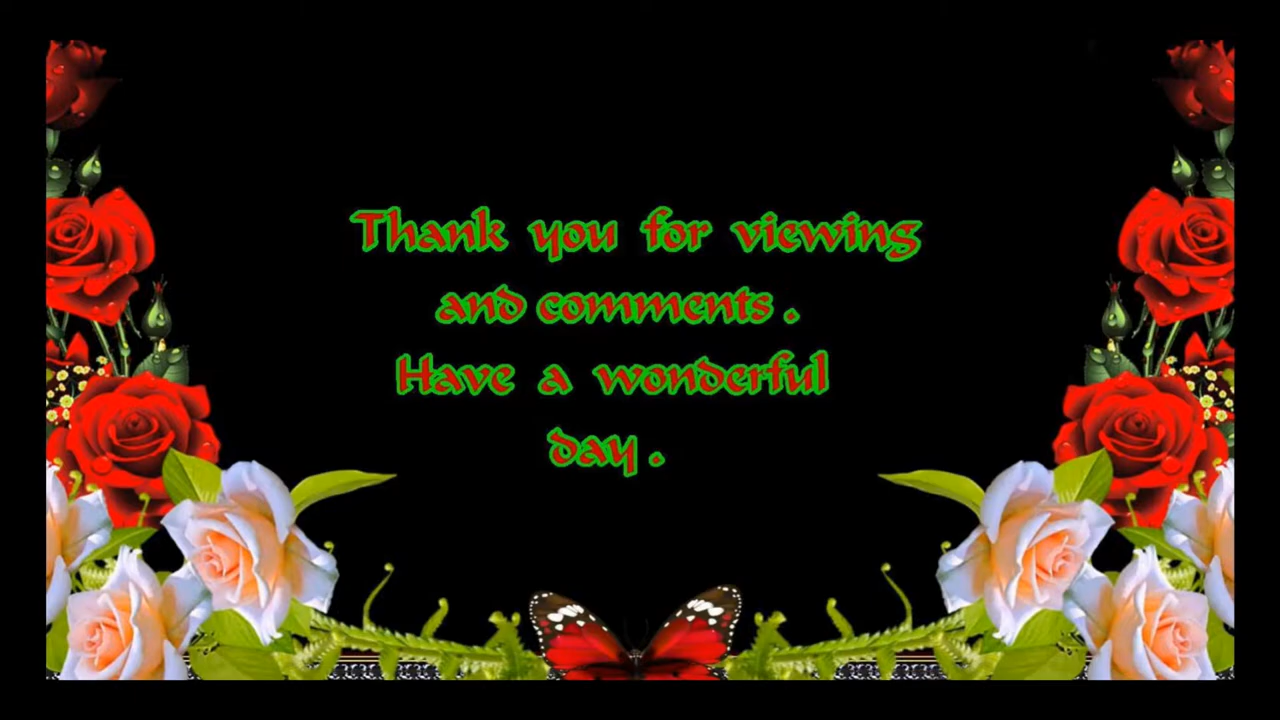 Thank you for viewing
and comments .
Have a wonderful
day .